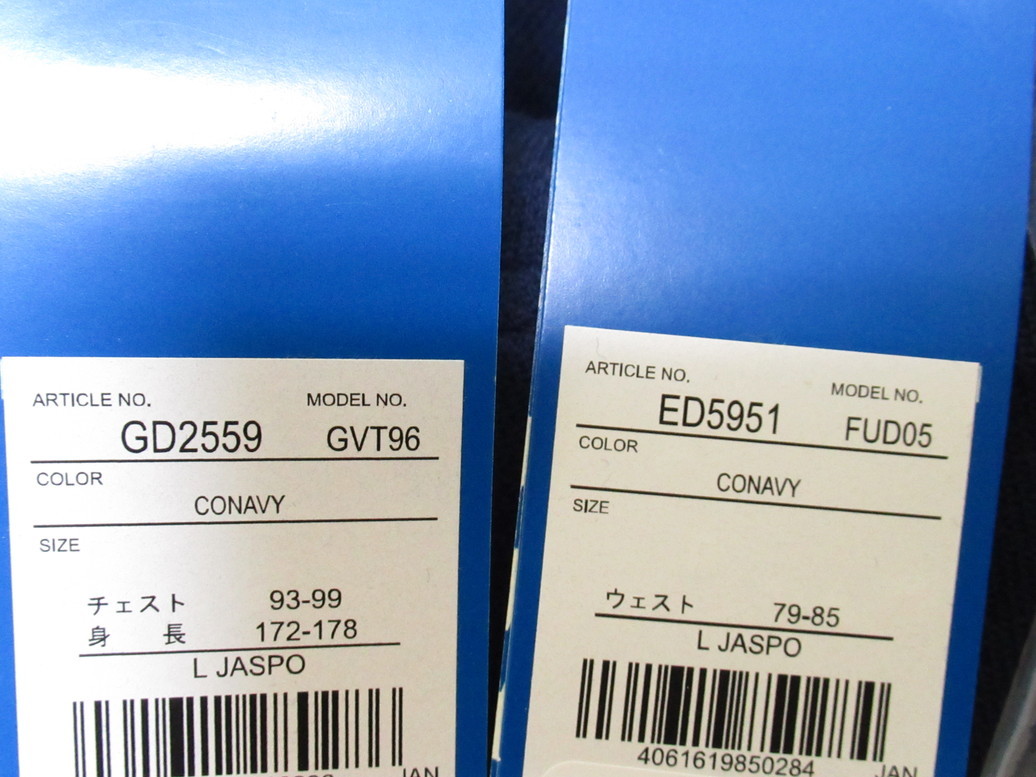 ARTICLE NO. MODEL NO.
GD2559 GVT96
COLOR
CONAVY
SIZE
チェスト 93-99
身 長 172-178
L JASPO
JAN
ARTICLE NO. MODEL NO.
ED5951 FUD05
COLOR
CONAVY
SIZE
ウェスト 79-85
L JASPO
4061619850284 JAN